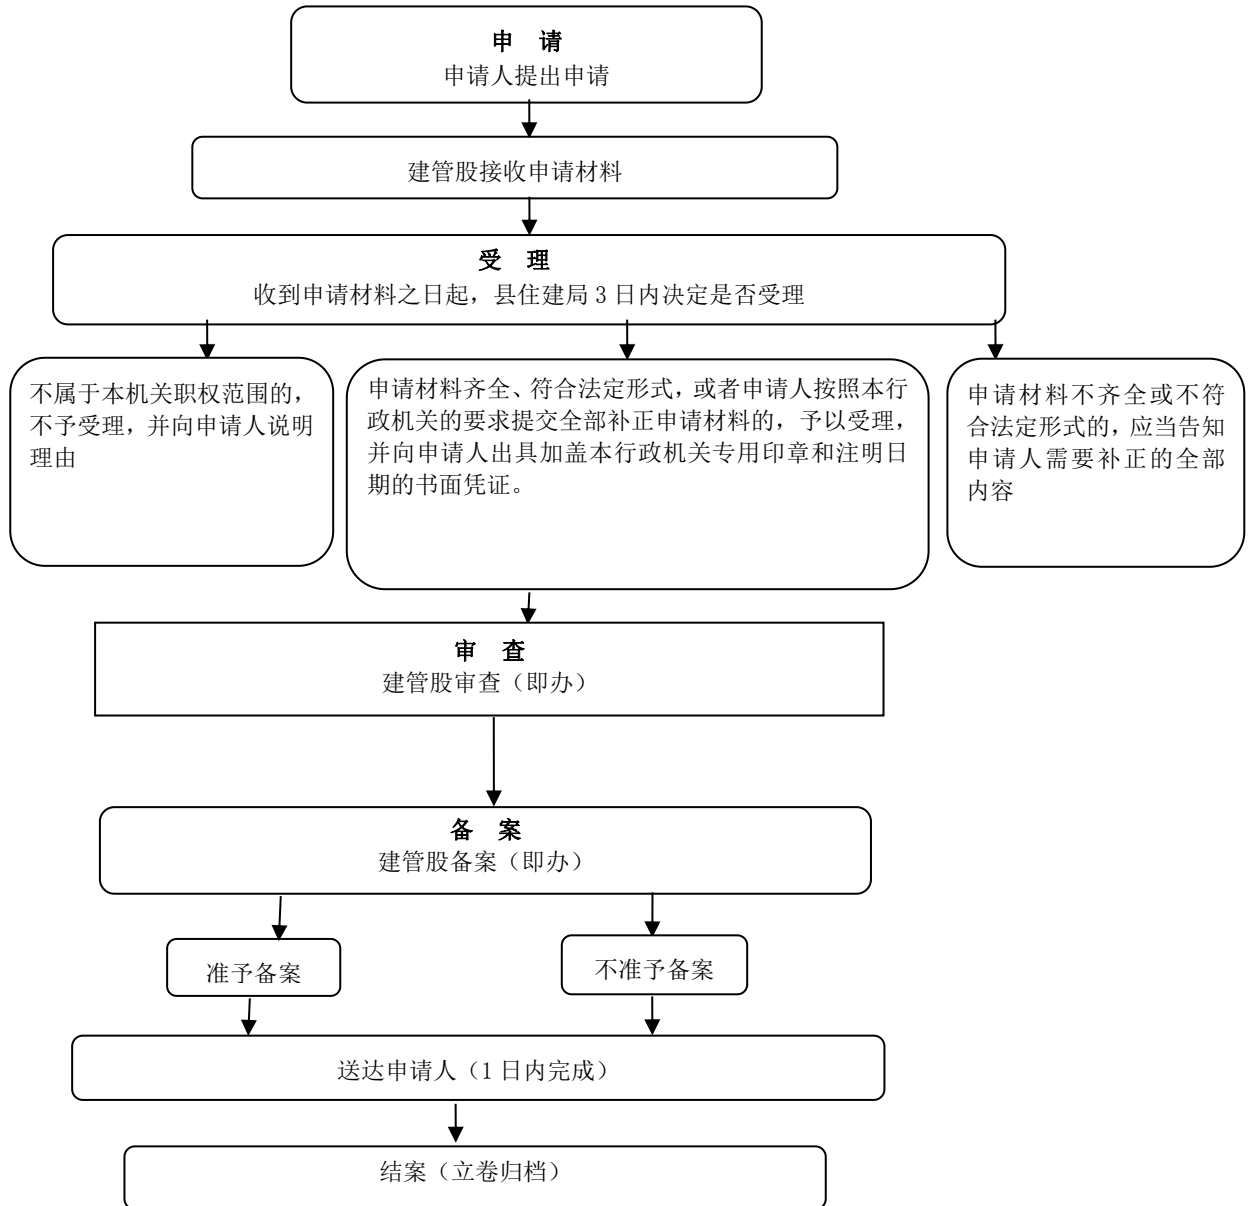 申 请
申请人提出申请
建管股接收申请材料
受 理
收到申请材料之日起，县住建局 3 日内决定是否受理
不属于本机关职权范围的，
不予受理，并向申请人说明
理由
申请材料齐全、符合法定形式，或者申请人按照本行
政机关的要求提交全部补正申请材料的，予以受理，
并向申请人出具加盖本行政机关专用印章和注明日
期的书面凭证。
申请材料不齐全或不符
合法定形式的，应当告知
申请人需要补正的全部
内容
审 查
建管股审查（即办）
备 案
建管股备案（即办）
准予备案
不准予备案
送达申请人（1 日内完成）
结案（立卷归档）